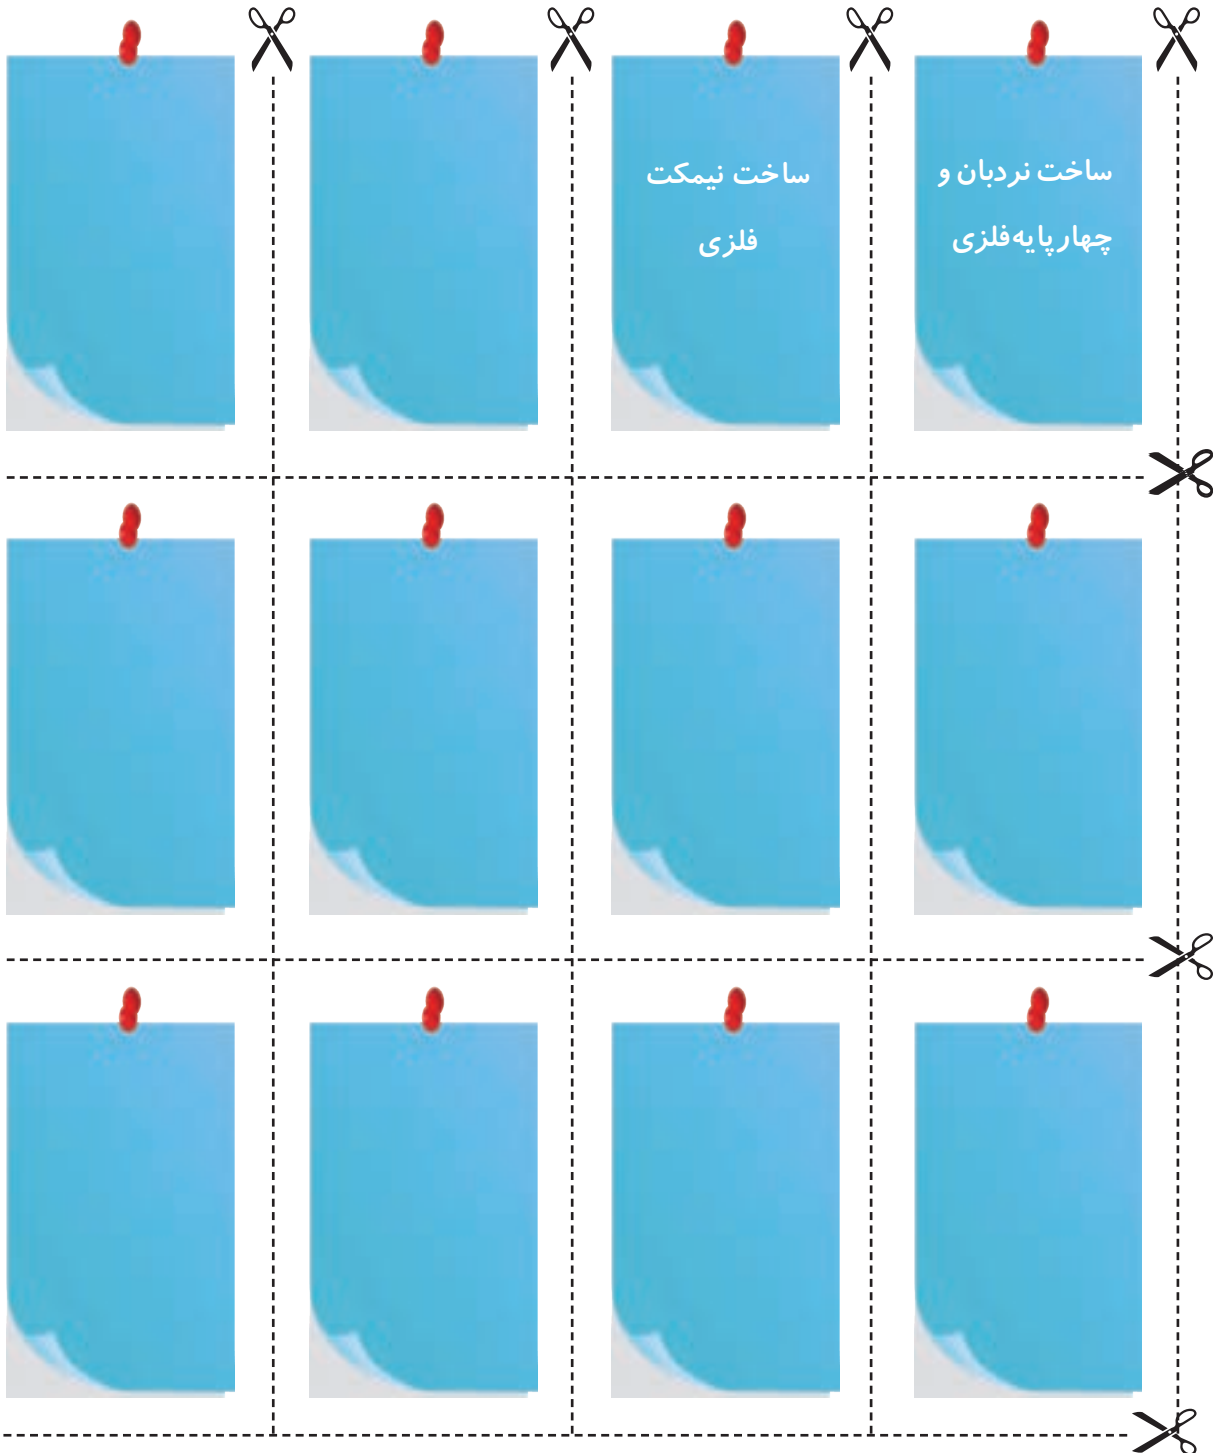 ساخت نردبان و
چهارپایه فلزی
ساخت نیمکت
فلزی